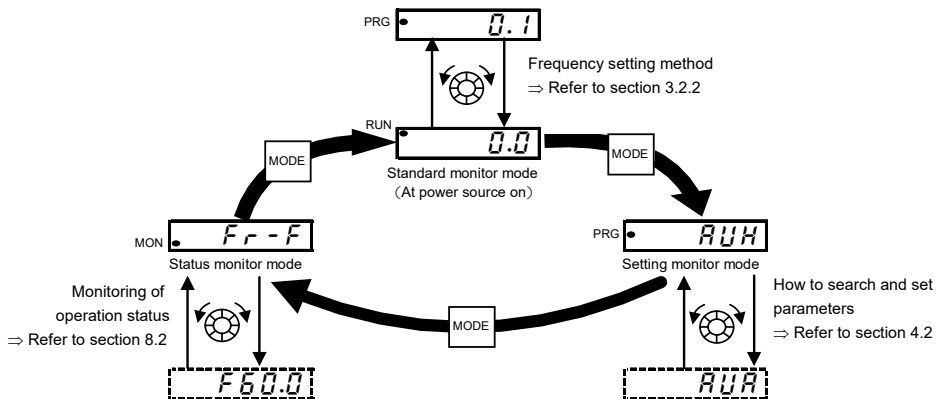 PRG
0.1
Frequency setting method
⇒ Refer to section 3.2.2
RUN
0.0
MODE
MODE
Standard monitor mode
(At power source on)
MON
Fr-F
PRG
AUH
Status monitor mode
Setting monitor mode
Monitoring of
operation status
⇒ Refer to section 8.2
How to search and set
parameters
⇒ Refer to section 4.2
MODE
F60.0
AUA